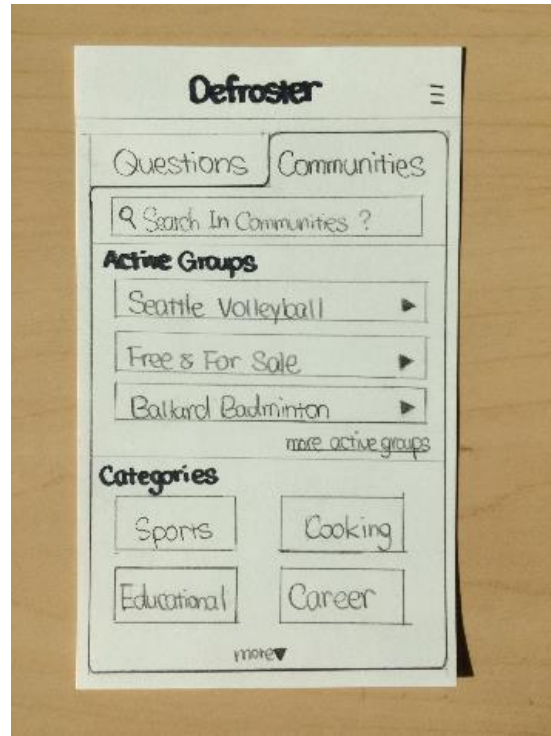 Defroster
Questions Communities
Search In Communities ?
Active Groups
Seattle Volleyball
Free & For Sale
Ballard Badminton
more active groups
Categories
Sports Cooking
Educational Career
more